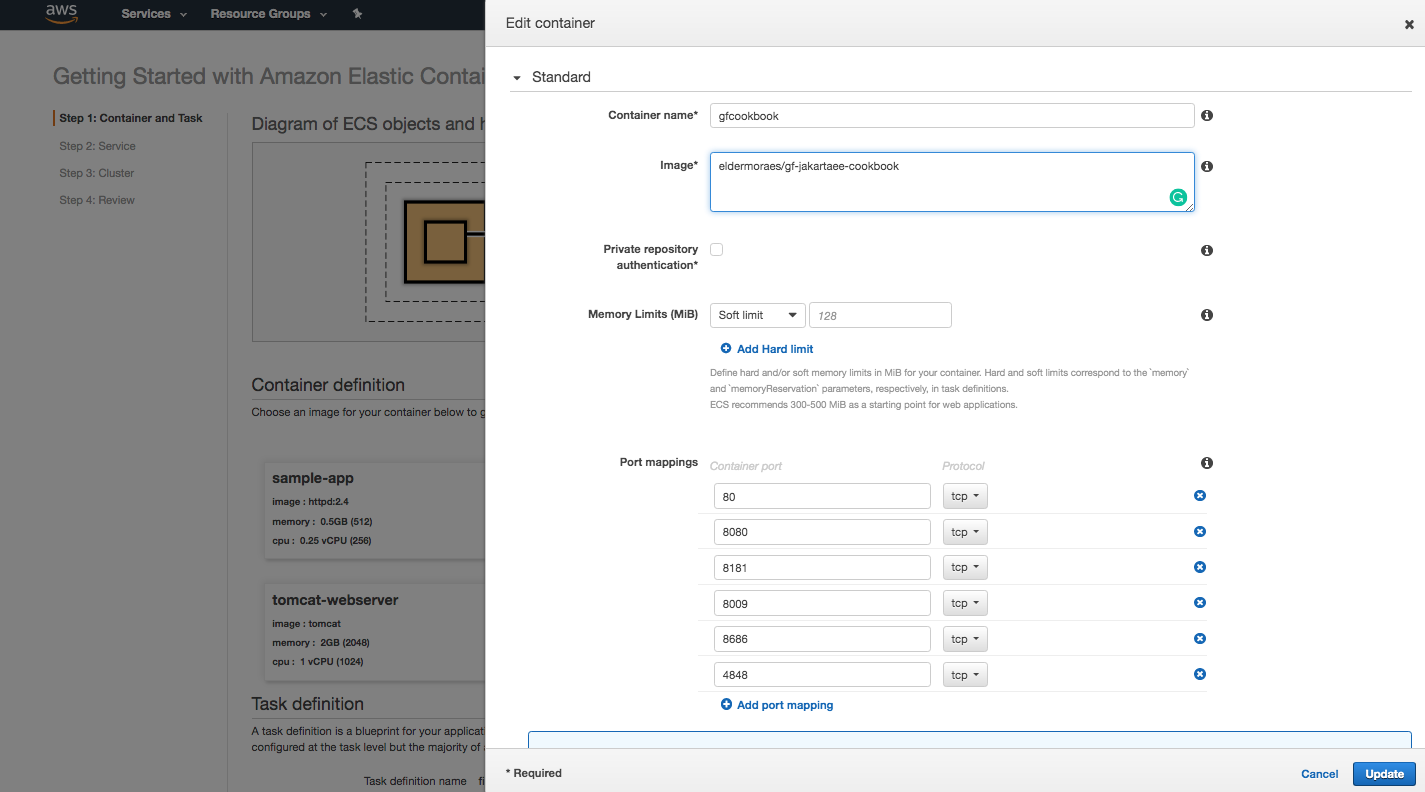 aws
Services
Resource Groups
Getting Started with Amazon Elastic Contai
Step 1: Container and Task
Step 2: Service
Step 3: Cluster
Step 4: Review
Diagram of ECS objects and h
Container definition
Choose an image for your container below to g
sample-app
image : httpd:2.4
memory : 0.5GB (512)
cpu : 0.25 vCPU (256)
tomcat-webserver
image : tomcat
memory : 2GB (2048)
cpu : 1 vCPU (1024)
Task definition
A task definition is a blueprint for your applicati
configured at the task level but the majority of
Task definition name fi
Edit container
Standard
Container name* gfcookbook
Image* eldermoraes/gf-jakartaee-cookbook
Private repository
authentication*
Memory Limits (MiB) Soft limit 128
Add Hard limit
Define hard and/or soft memory limits in MiB for your container. Hard and soft limits correspond to the `memory`
and `memoryReservation` parameters, respectively, in task definitions.
ECS recommends 300-500 MiB as a starting point for web applications.
Port mappings Container port Protocol
80 tcp
8080 tcp
8181 tcp
8009 tcp
8686 tcp
4848 tcp
Add port mapping
* Required
Cancel Update